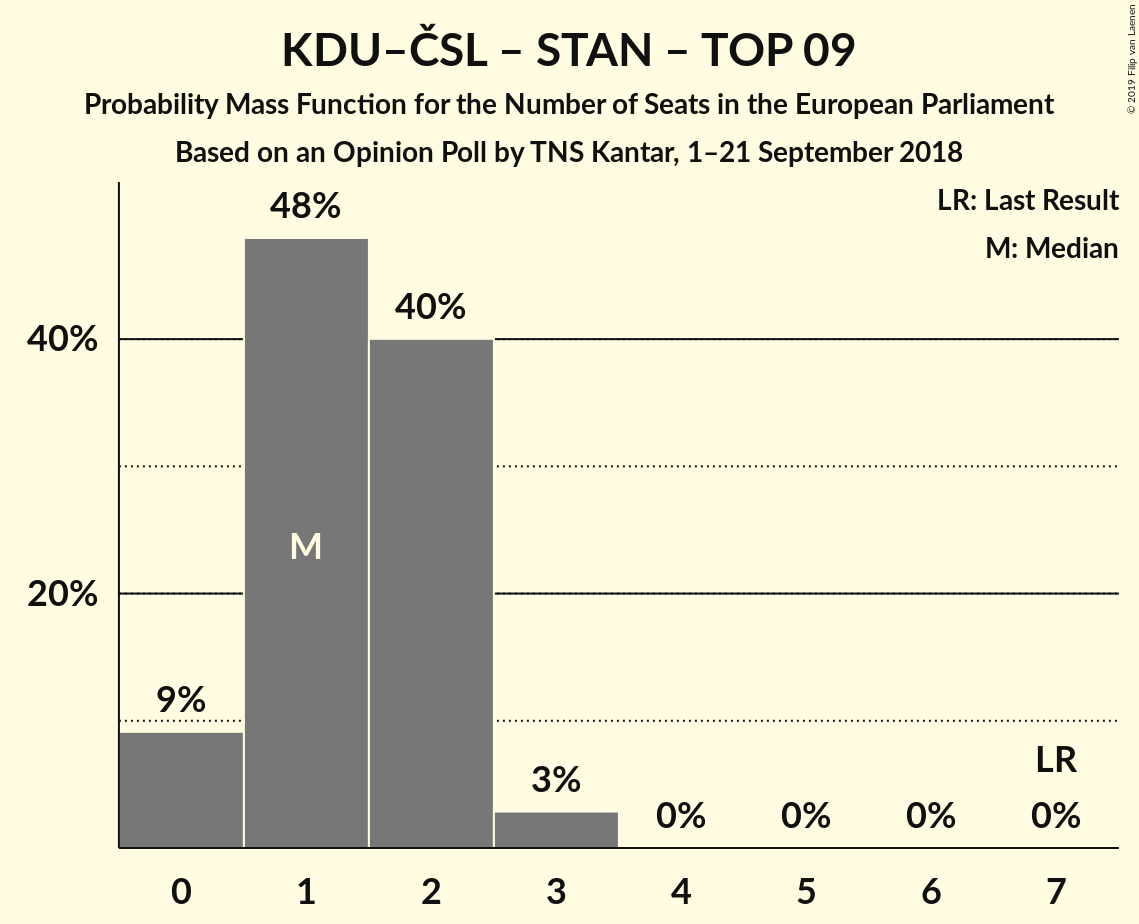 KDU–ČSL – STAN – TOP 09
Probability Mass Function for the Number of Seats in the European Parliament
Based on an Opinion Poll by TNS Kantar, 1–21 September 2018
© 2019 Filip van Laenen
LR: Last Result
M: Median
48%
40%
40%
M
20%
9%
3%
LR
0%
0%
0%
0%
0
1
2
3
4
5
6
7